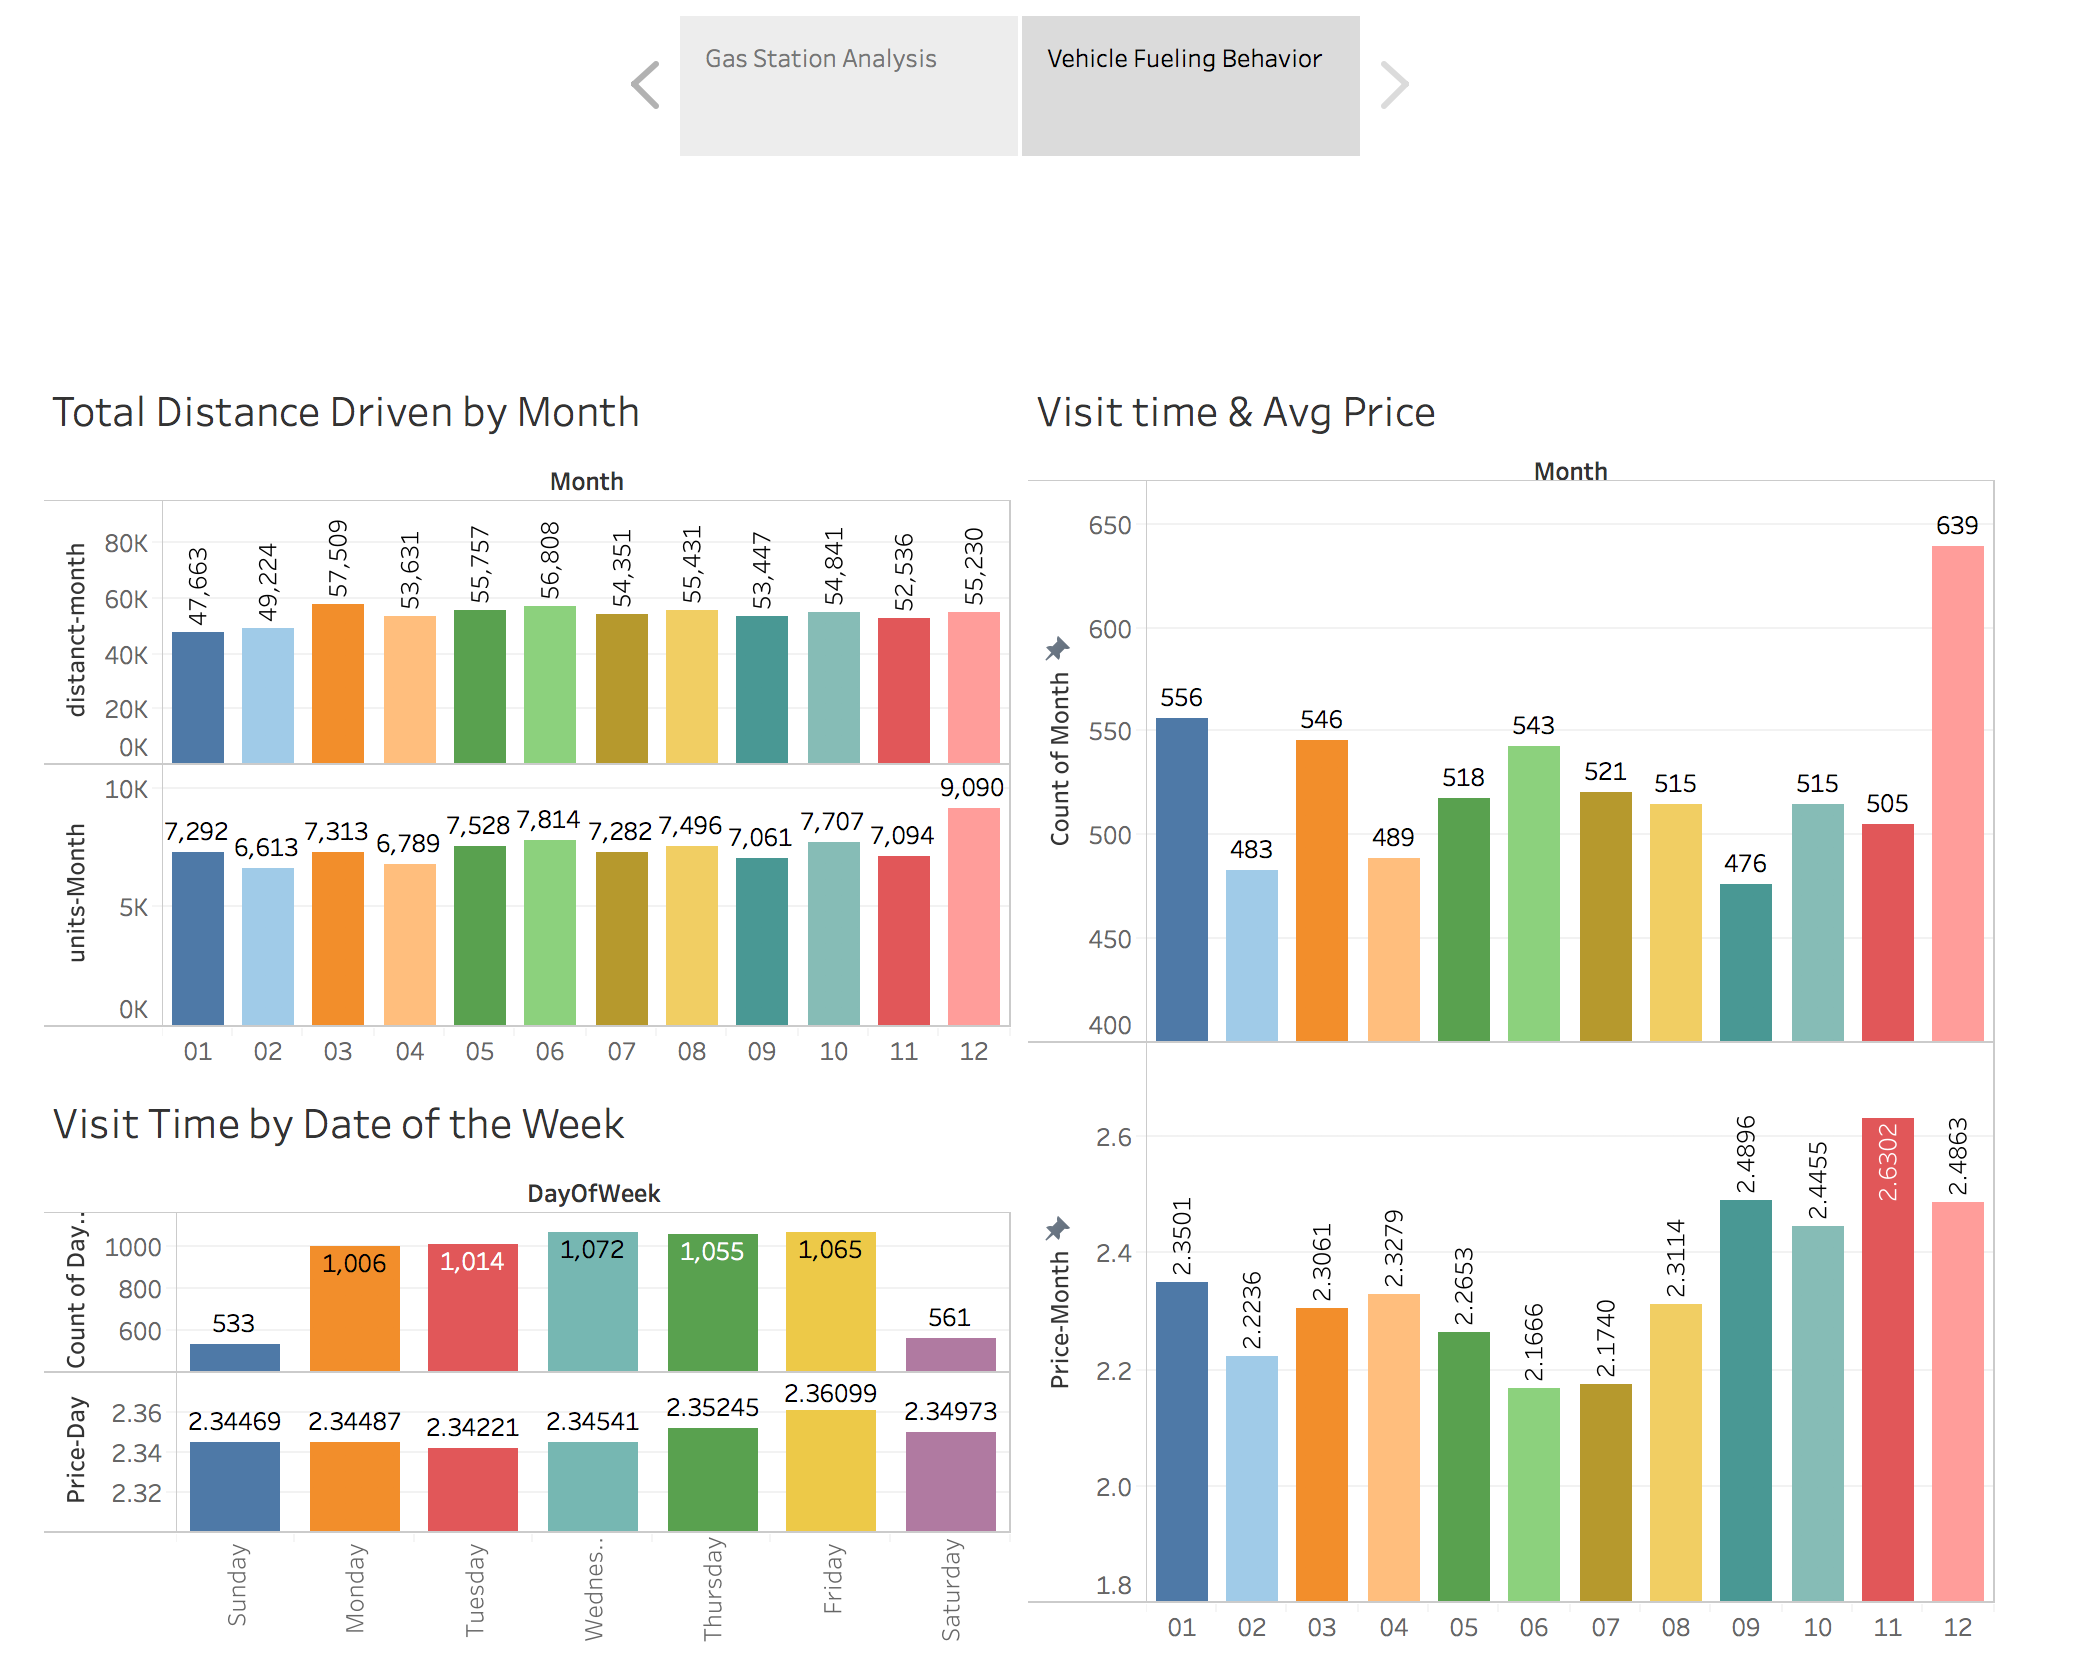 Gas Station Analysis
Vehicle Fueling Behavior
Total Distance Driven by Month
Month
distanct-month
80K
60K
40K
20K
0K
47,663
49,224
57,509
53,631
55,757
56,808
54,351
55,431
53,447
54,841
52,536
55,230
units-Month
10K
5K
0K
7,292
6,613
7,313
6,789
7,528
7,814
7,282
7,496
7,061
7,707
7,094
9,090
01 02 03 04 05 06 07 08 09 10 11 12
Visit Time by Date of the Week
DayOfWeek
Count of Day..
1000
800
600
533
1,006
1,014
1,072
1,055
1,065
561
Price-Day
2.36
2.34
2.32
2.34469
2.34487
2.34221
2.34541
2.35245
2.36099
2.34973
Sunday
Monday
Tuesday
Wednes..
Thursday
Friday
Saturday
Visit time & Avg Price
Month
Count of Month
650
600
550
500
450
400
556
483
546
489
518
543
521
515
476
515
505
639
Price-Month
2.6
2.4
2.2
2.0
1.8
2.3501
2.2236
2.3061
2.3279
2.2653
2.1666
2.1740
2.3114
2.4896
2.4455
2.6302
2.4863
01 02 03 04 05 06 07 08 09 10 11 12